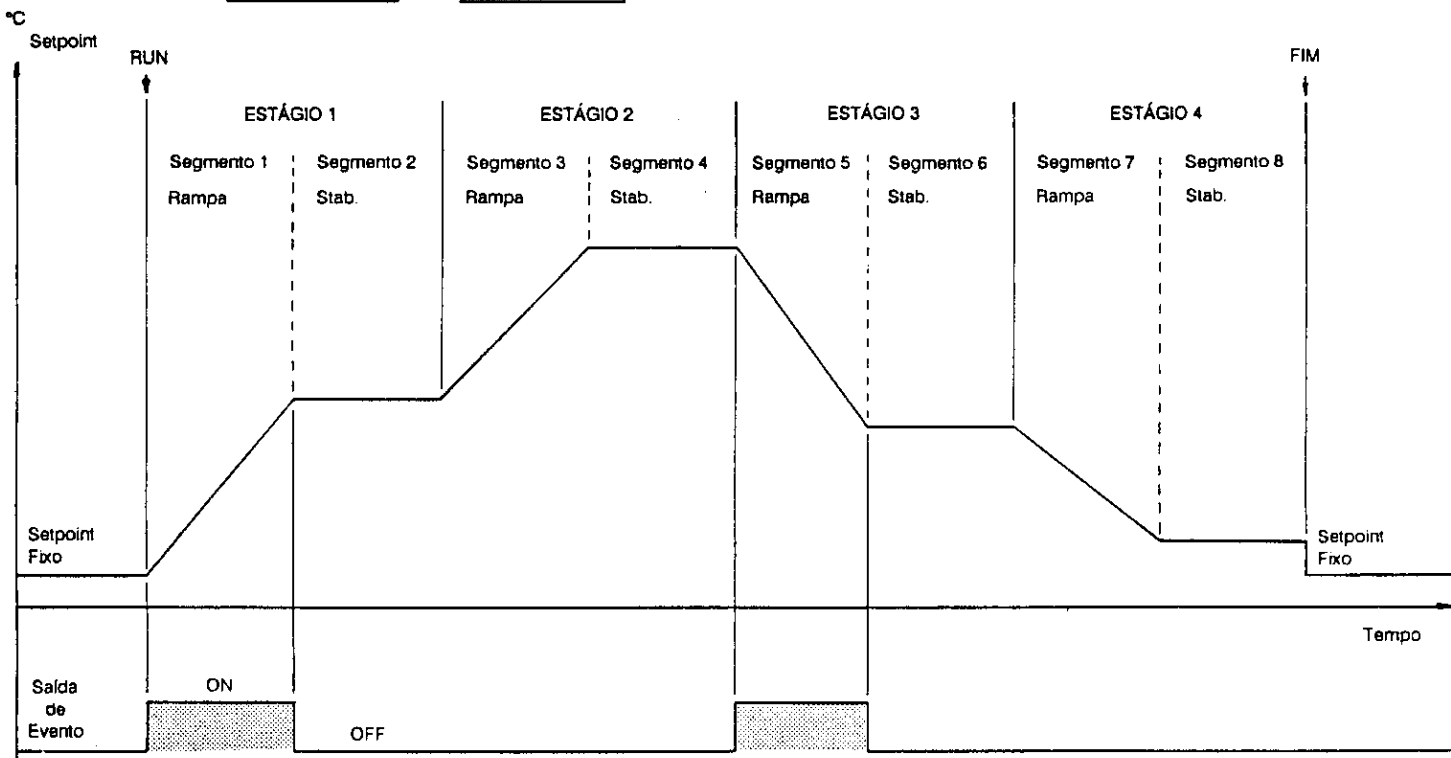 °C
Setpoint
RUN
FIM
ESTÁGIO 1
ESTÁGIO 2
ESTÁGIO 3
ESTÁGIO 4
Segmento 1
Segmento 2
Segmento 3
Segmento 4
Segmento 5
Segmento 6
Segmento 7
Segmento 8
Rampa
Stab.
Rampa
Stab.
Rampa
Stab.
Rampa
Stab.
Setpoint
Fixo
Setpoint
Fixo
Tempo
Saída
de
Evento
ON
OFF